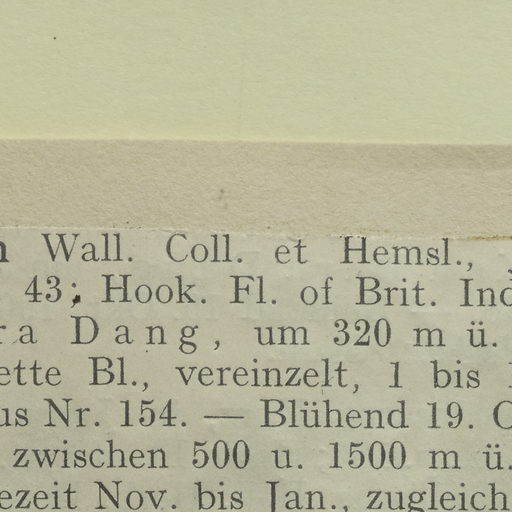 Wall. Coll. et Hemsl.,
43; Hook. Fl. of Brit. Ind
ra Dang, um 320 m ü.
ette Bl., vereinzelt, 1 bis
us Nr. 154. — Blühend 19.
zwischen 500 u. 1500 m ü.
ezeit Nov. bis Jan., zugleich